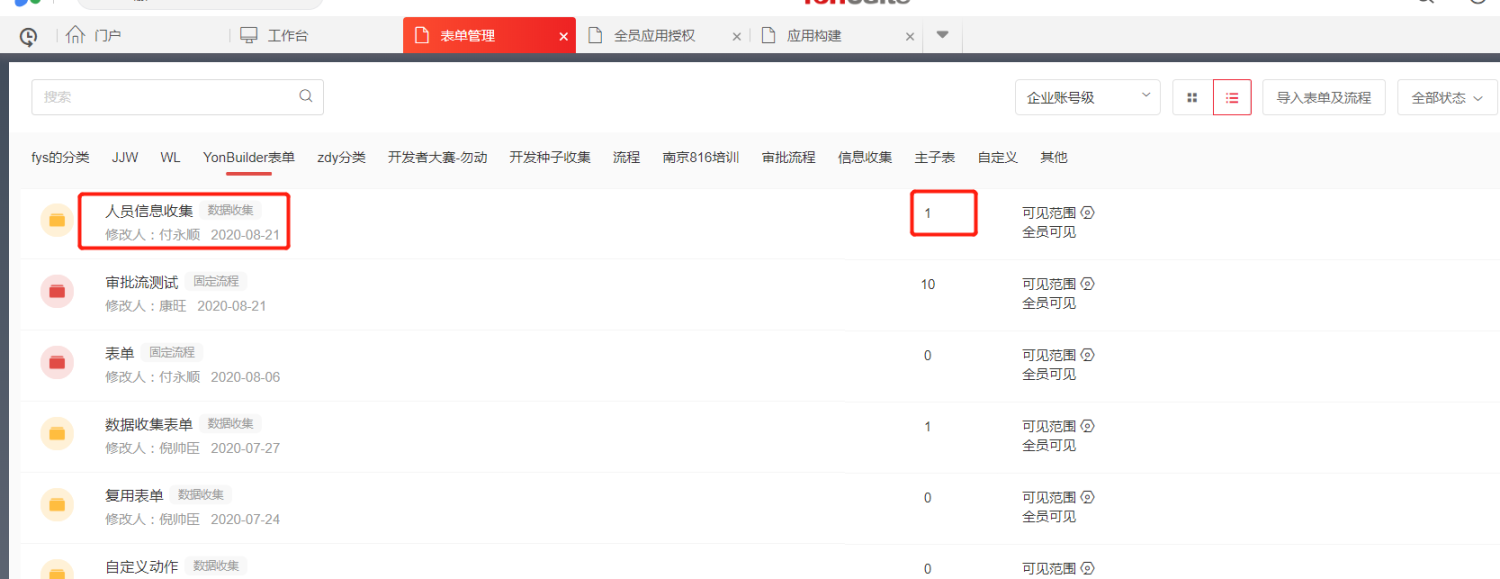 门户 工作台 表单管理 × 全员应用授权 × 应用构建 ×
搜索 企业账号级 导入表单及流程 全部状态
fys的分类 JJW WL YonBuilder表单 zdy分类 开发者大赛-勿动 开发种子收集 流程 南京816培训 审批流程 信息收集 主子表 自定义 其他
人员信息收集 数据收集 1 可见范围
修改人：付永顺 2020-08-21 全员可见
审批流测试 固定流程 10 可见范围
修改人：康旺 2020-08-21 全员可见
表单 固定流程 0 可见范围
修改人：付永顺 2020-08-06 全员可见
数据收集表单 数据收集 1 可见范围
修改人：倪帅臣 2020-07-27 全员可见
复用表单 数据收集 0 可见范围
修改人：倪帅臣 2020-07-24 全员可见
自定义动作 数据收集 0 可见范围